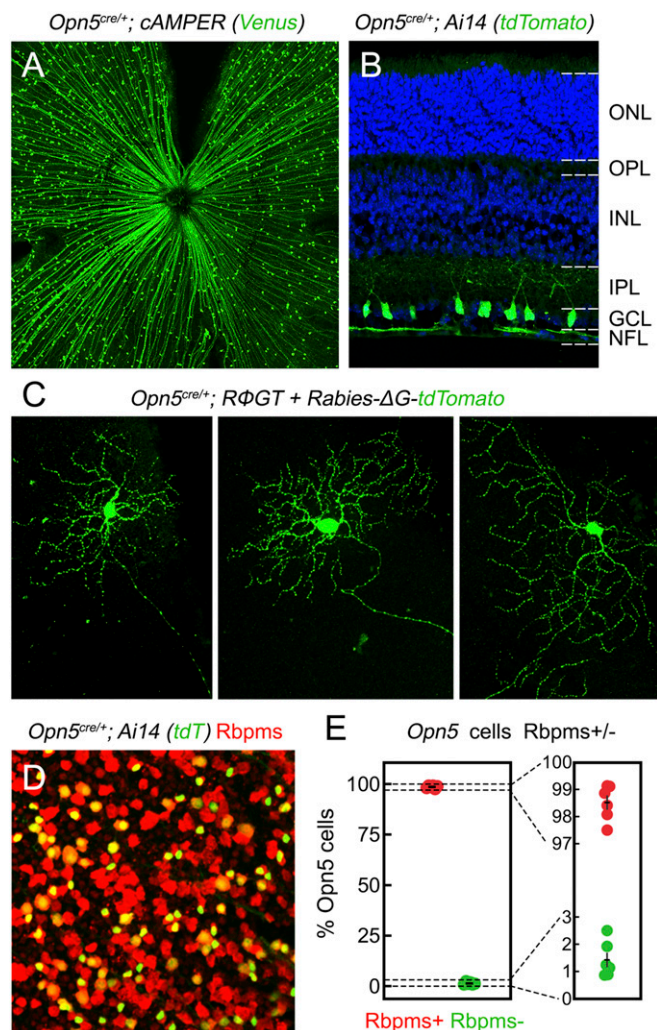 Opn5cre/+; cAMPER (Venus)
Opn5cre/+; Ai14 (tdTomato)
A
B
ONL
OPL
INL
IPL
GCL
NFL
C
Opn5cre/+; RΦGT + Rabies-ΔG-tdTomato
Opn5cre/+; Ai14 (tdT) Rbpms
D
E
Opn5 cells Rbpms+/-
% Opn5 cells
100
75
50
25
0
100
99
98
97
3
2
1
0
Rbpms+ Rbpms-